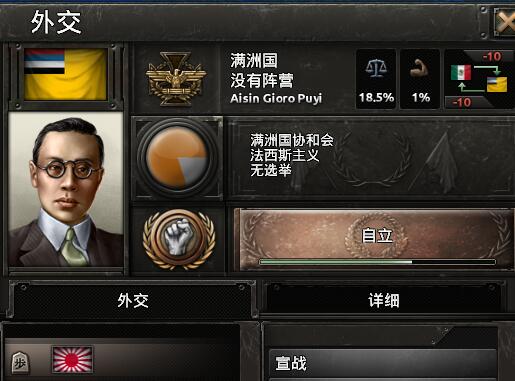 外交
满洲国
没有阵营
Aisin Gioro Puyi
18.5%
1%
-10
-10
满洲国协和会
法西斯主义
无选举
自立
外交
详细
歩
宣战